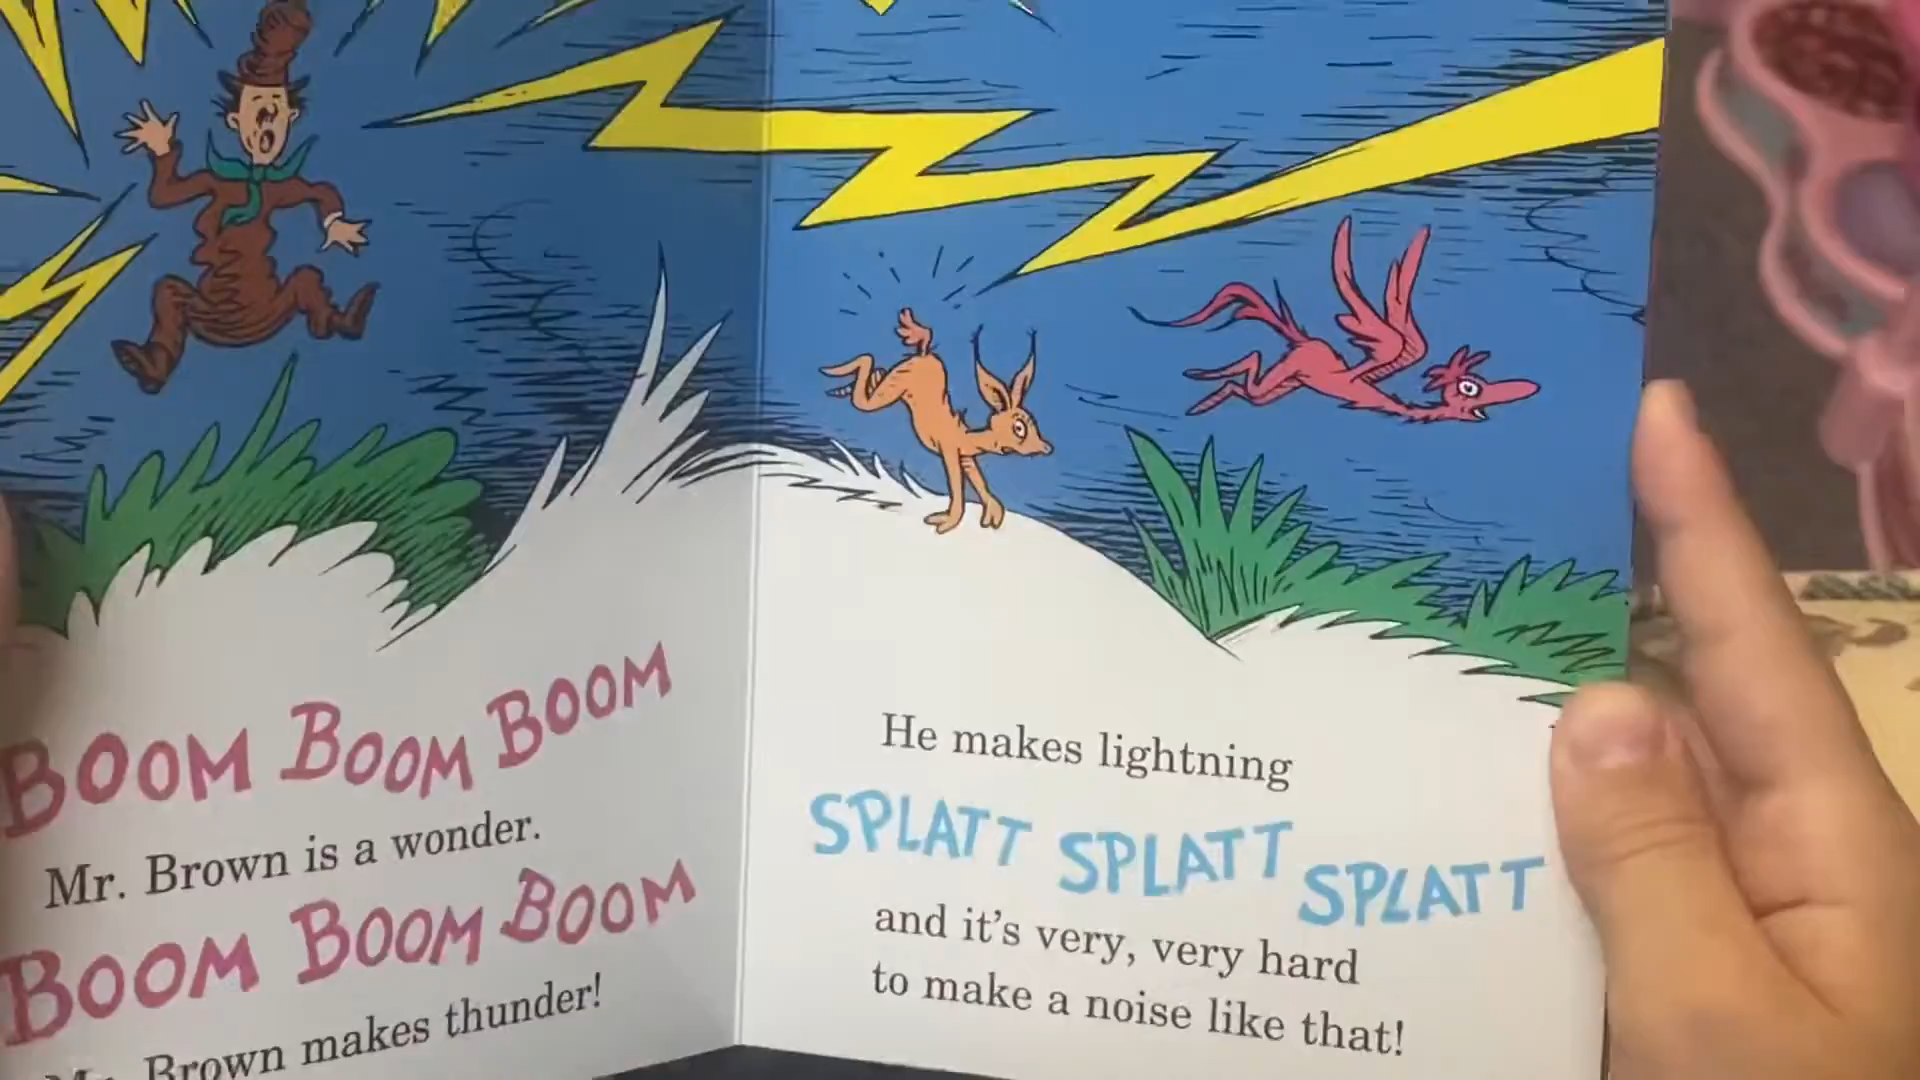 BOOM BOOM BOOM
Mr. Brown is a wonder.
BOOM BOOM BOOM
Mr. Brown makes thunder!
He makes lightning
SPLATT SPLATT SPLATT
and it's very, very hard
to make a noise like that!